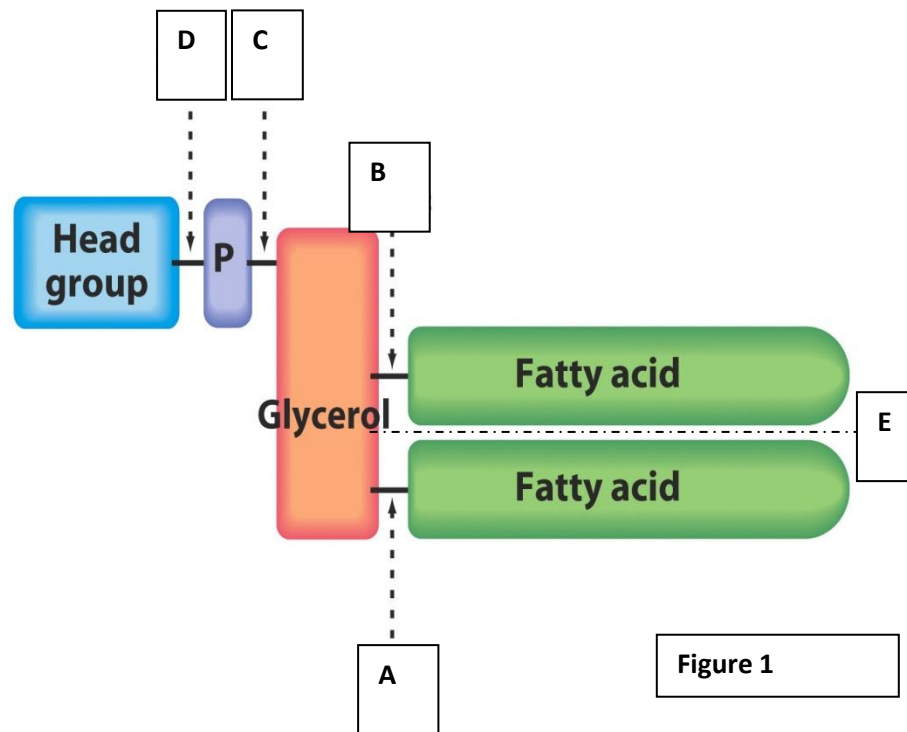 D
C
B
Head
group
P
Fatty acid
Glycerol
E
Fatty acid
A
Figure 1